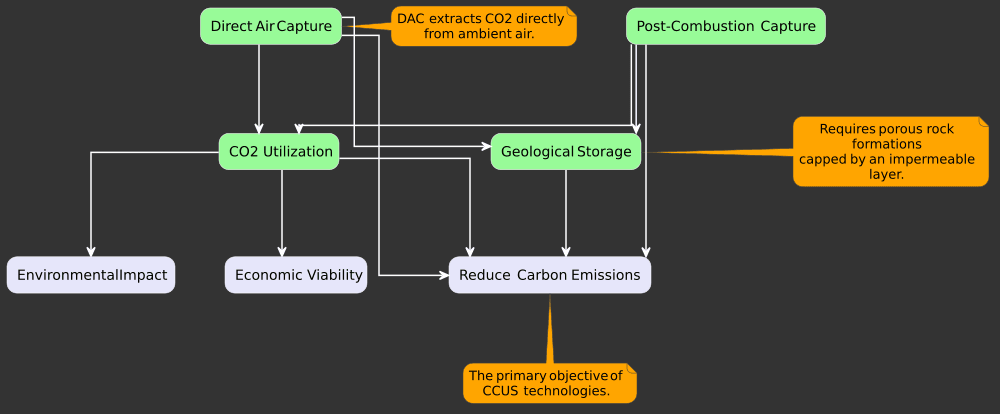 Direct Air Capture
DAC extracts CO2 directly
from ambient air.
Post-Combustion Capture
CO2 Utilization
Geological Storage
Requires porous rock
formations
capped by an impermeable
layer.
EnvironmentalImpact
Economic Viability
Reduce Carbon Emissions
The primary objective of
CCUS technologies.